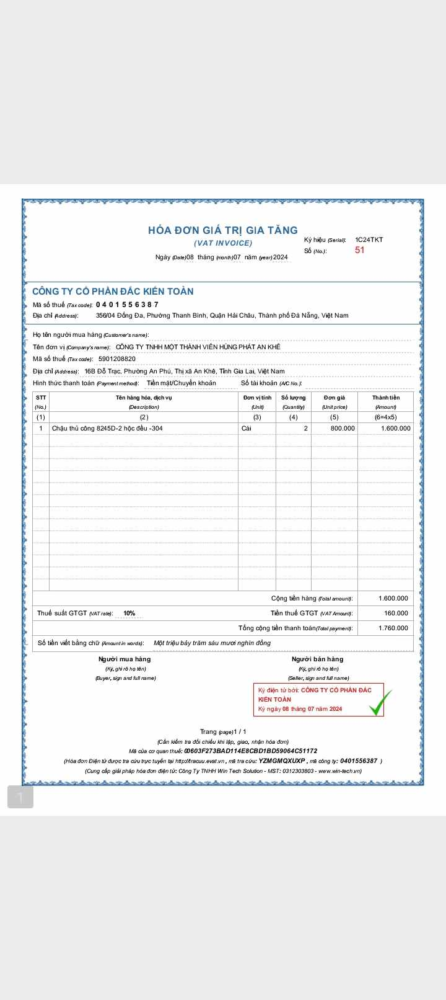 HÓA ĐƠN GIÁ TRỊ GIA TĂNG
(VAT INVOICE)
Ký hiệu (Serial): 1C24TKT
Số (No.): 51
Ngày (Date)08 tháng (month)07 năm (year)2024
CÔNG TY CỔ PHẦN ĐẮC KIẾN TOÀN
Mã số thuế (Tax code): 0401556387
Địa chỉ (Address): 356/04 Đống Đa, Phường Thanh Bình, Quận Hải Châu, Thành phố Đà Nẵng, Việt Nam
Họ tên người mua hàng (Customer's name):
Tên đơn vị (Company's name): CÔNG TY TNHH MỘT THÀNH VIÊN HÙNG PHÁT AN KHÊ
Mã số thuế (Tax code): 5901208820
Địa chỉ (Address): 16B Đỗ Trạc, Phường An Phú, Thị xã An Khê, Tỉnh Gia Lai, Việt Nam
Hình thức thanh toán (Payment method): Tiền mặt/Chuyển khoản Số tài khoản (A/C No.):
STT Tên hàng hóa, dịch vụ Đơn vị tính Số lượng Đơn giá Thành tiền
(No.) (Description) (Unit) (Quantity) (Unit price) (Amount)
(1) (2) (3) (4) (5) (6=4x5)
1 Chậu thủ công 8245D-2 hộc đều -304 Cái 2 800.000 1.600.000
Cộng tiền hàng (Total amount): 1.600.000
Thuế suất GTGT (VAT rate): 10% Tiền thuế GTGT (VAT Amount): 160.000
Tổng cộng tiền thanh toán(Total payment): 1.760.000
Số tiền viết bằng chữ (Amount in words): Một triệu bảy trăm sáu mươi nghìn đồng
Người mua hàng Người bán hàng
(Ký, ghi rõ họ tên) (Ký, ghi rõ họ tên)
(Buyer, sign and full name) (Seller, sign and full name)
Ký điện tử bởi: CÔNG TY CỔ PHẦN ĐẮC
KIẾN TOÀN
Ký ngày 08 tháng 07 năm 2024
Trang (page)1 / 1
(Cần kiểm tra đối chiếu khi lập, giao, nhận hóa đơn)
Mã của cơ quan thuế: 00603F273BAD114E8CBD1BD59064C51172
(Hóa đơn Điện tử được tra cứu trực tuyến tại http://tracuu.evat.vn , mã tra cứu: YZMGMQXUXP , mã công ty: 0401556387 )
(Cung cấp giải pháp hóa đơn điện tử: Công Ty TNHH Win Tech Solution - MST: 0312303803 - www.win-tech.vn)
1